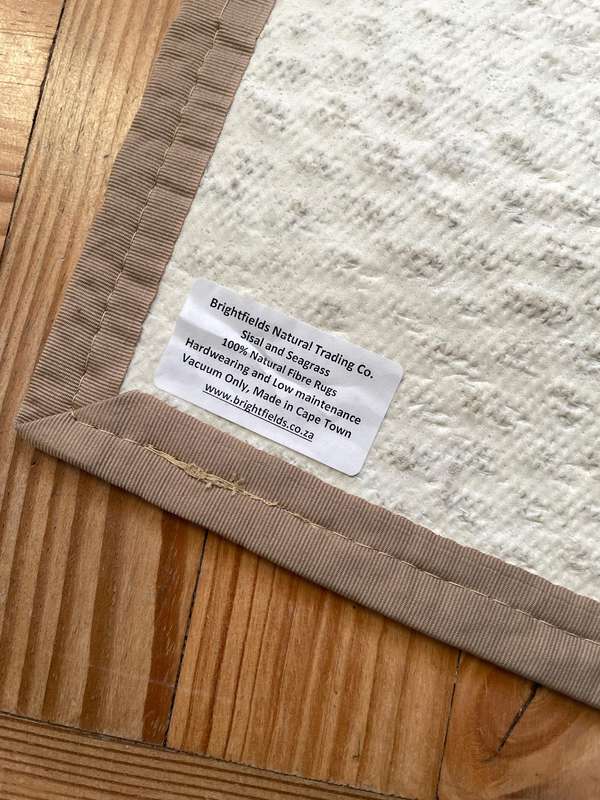 Brightfields Natural Trading Co.
Sisal and Seagrass
100% Natural Fibre Rugs
Hardwearing and Low maintenance
Vacuum Only, Made in Cape Town
www.brightfields.co.za